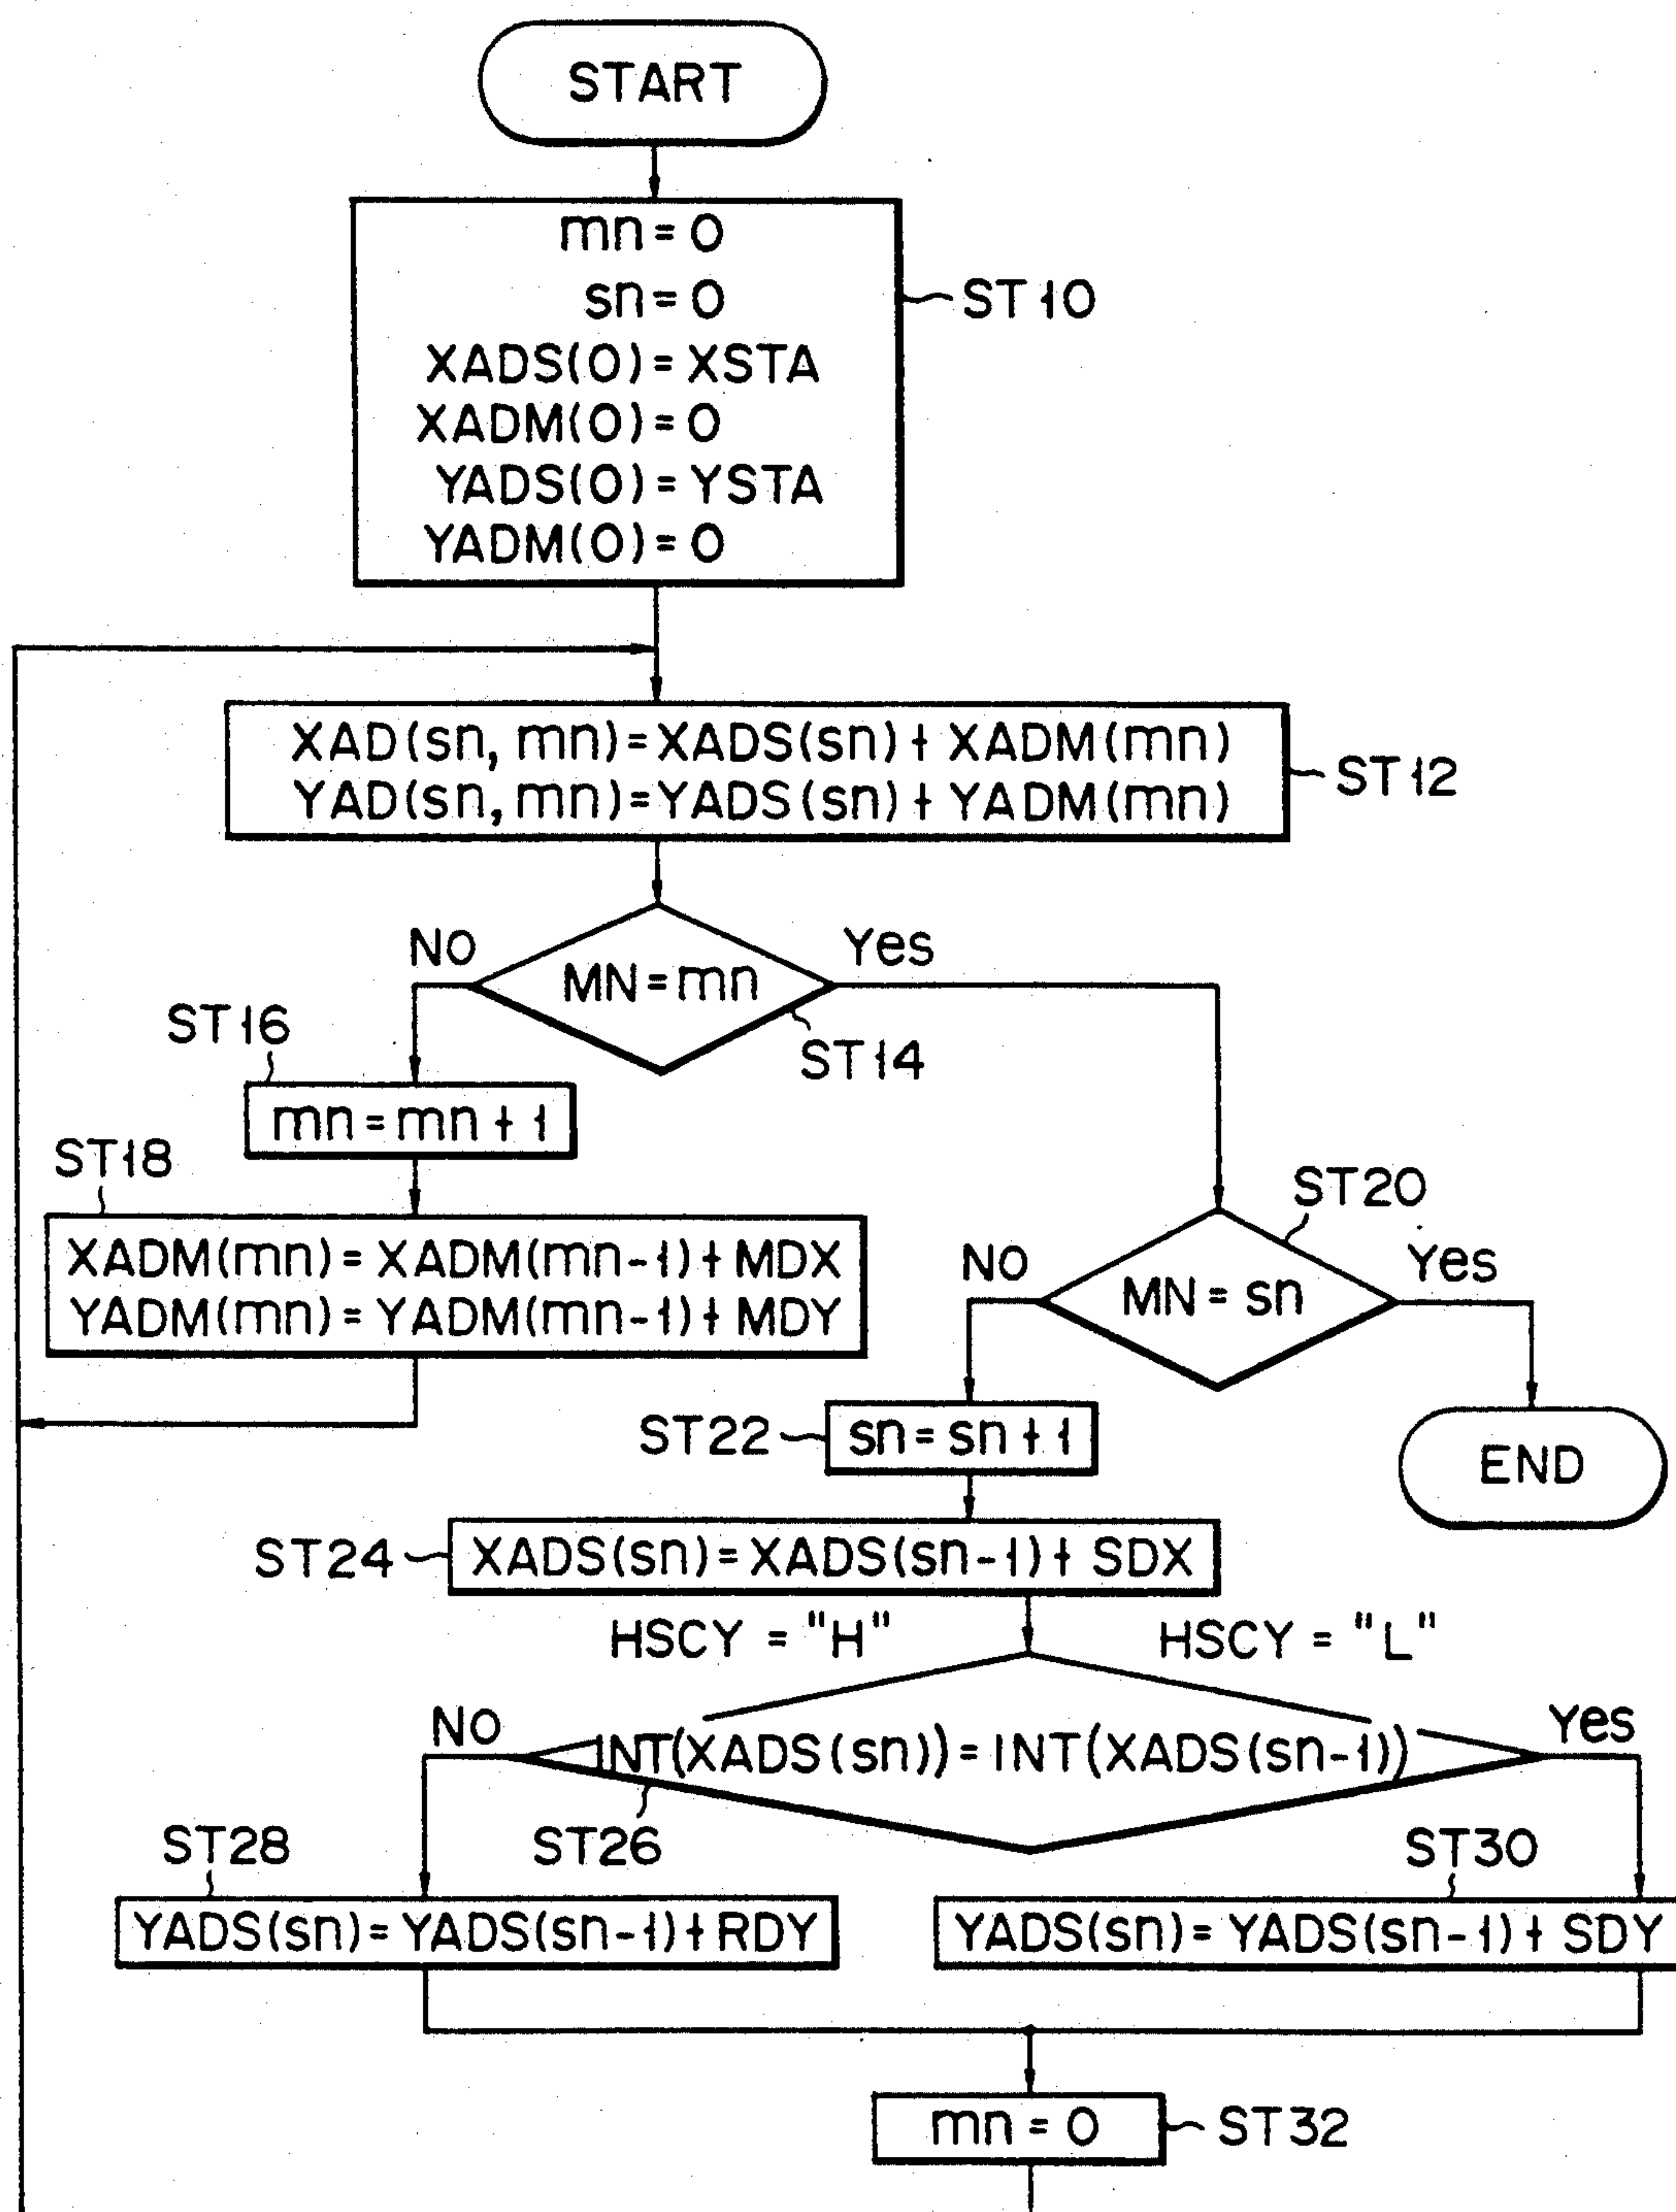 START
mn = 0
sn = 0
ST10
XADS(0) = XSTA
XADM(0) = 0
YADS(0) = YSTA
YADM(0) = 0
XAD(sn, mn) = XADS(sn) + XADM(mn)
YAD(sn, mn) = YADS(sn) + YADM(mn)
ST12
NO
Yes
MN = mn
ST14
ST16
mn = mn + 1
ST18
XADM(mn) = XADM(mn-1) + MDX
YADM(mn) = YADM(mn-1) + MDY
ST20
NO
Yes
MN = sn
ST22
sn = sn + 1
END
ST24
XADS(sn) = XADS(sn-1) + SDX
HSCY = "H"
HSCY = "L"
NO
Yes
INT(XADS(sn)) = INT(XADS(sn-1))
ST26
ST28
ST30
YADS(sn) = YADS(sn-1) + RDY
YADS(sn) = YADS(sn-1) + SDY
mn = 0
ST32